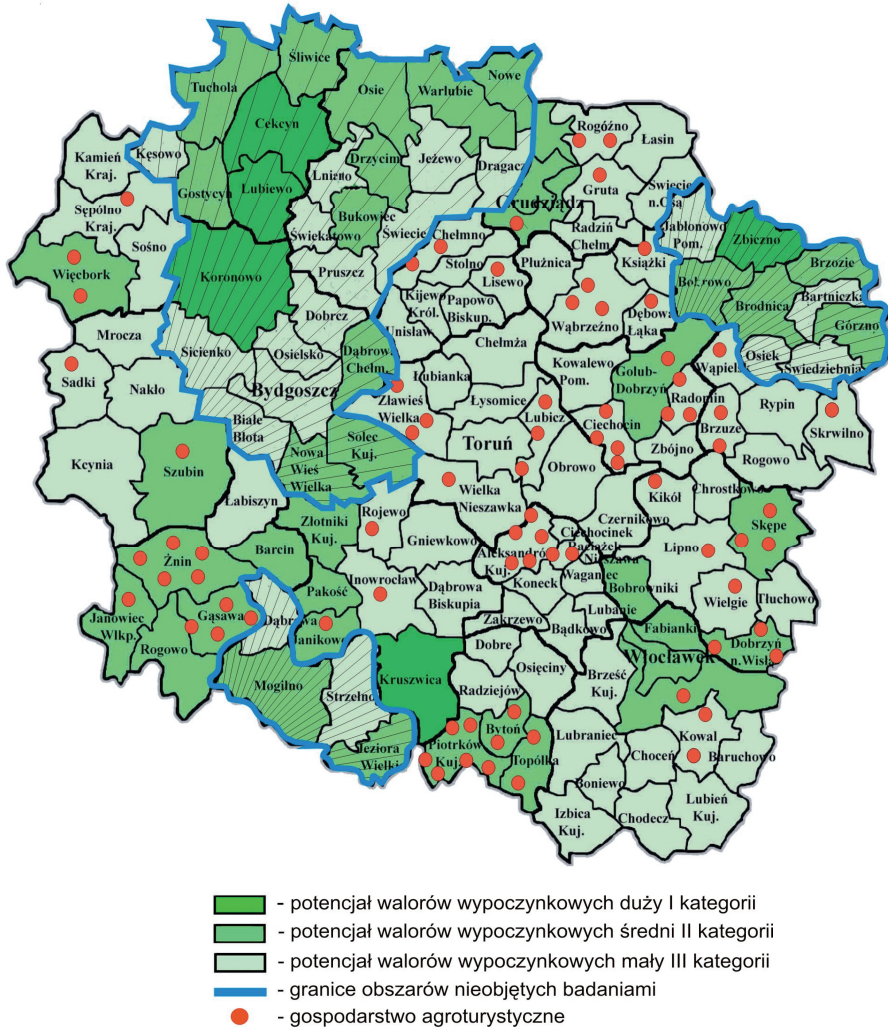 Śliwice
Tuchola
Osie
Nowe
Warlubie
Cekcyn
Rogóźno
Łasin
Kamień
Kraj.
Kęsowo
Drzycim
Jeżewo
Dragacz
Lniano
Gostycyn
Lubiewo
Gruta
Świecie
n.Osą
Sępólno
Kraj.
Bukowiec
Grudziądz
Świekatowo
Świecie
Chełmno
Radziń
Chełm.
Jabłonowo
Pom.
Zbiczno
Sośno
Stolno
Płużnica
Książki
Brzozie
Więcbork
Koronowo
Pruszcz
Lisewo
Bobrowo
Kijewo
Król.
Papowo
Biskup.
Brodnica
Bartniczka
Dobrcz
Wąbrzeźno
Dębowa
Łąka
Górzno
Mrocza
Unisław
Sicienko
Osielsko
Dąbrowa
Chełm.
Chełmża
Osiek
Świedziebnia
Kowalewo
Pom.
Golub-
Dobrzyń
Wąpielsk
Sadki
Nakło
Bydgoszcz
Łubianka
Zławieś
Wielka
Łysomice
Radomin
Rypin
Białe
Błota
Lubicz
Ciechocin
Brzuze
Skrwilno
Solec
Kuj.
Toruń
Kcynia
Szubin
Nowa
Wieś
Wielka
Obrowo
Zbójno
Rogowo
Łabiszyn
Wielka
Nieszawka
Kikół
Chrostkowo
Rojewo
Złotniki
Kuj.
Czernikowo
Skępe
Gniewkowo
Ciechocinek
Raciążek
Nieszawa
Barcin
Aleksandrów
Kuj.
Lipno
Żnin
Inowrocław
Koneck
Waganiec
Bobrowniki
Pakość
Dąbrowa
Biskupia
Wielgie
Tłuchowo
Janowiec
Wlkp.
Gąsawa
Lubanie
Dąbrowa
Janikowo
Zakrzewo
Bądkowo
Fabianki
Rogowo
Dobre
Włocławek
Dobrzyń
n.Wisłą
Osięciny
Kruszwica
Mogilno
Strzelno
Radziejów
Brześć
Kuj.
Bytoń
Kowal
Jeziora
Wielki
Piotrków
Kuj.
Topólka
Lubraniec
Choceń
Baruchowo
Boniewo
Izbica
Kuj.
Chodecz
Lubień
Kuj.
- potencjał walorów wypoczynkowych duży I kategorii
- potencjał walorów wypoczynkowych średni II kategorii
- potencjał walorów wypoczynkowych mały III kategorii
- granice obszarów nieobjętych badaniami
- gospodarstwo agroturystyczne